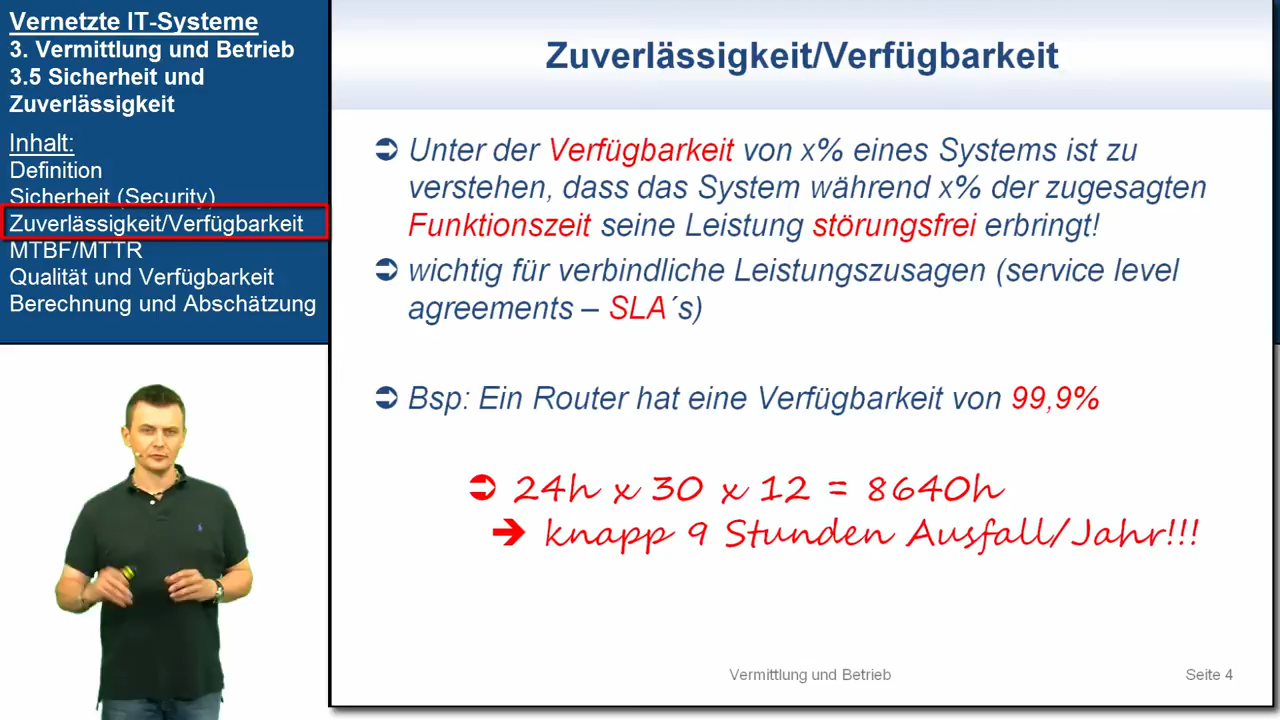 Vernetzte IT-Systeme
3. Vermittlung und Betrieb
3.5 Sicherheit und
Zuverlässigkeit
Inhalt:
Definition
Sicherheit (Security)
Zuverlässigkeit/Verfügbarkeit
MTBF/MTTR
Qualität und Verfügbarkeit
Berechnung und Abschätzung
Zuverlässigkeit/Verfügbarkeit
➲ Unter der Verfügbarkeit von x% eines Systems ist zu
verstehen, dass das System während x% der zugesagten
Funktionszeit seine Leistung störungsfrei erbringt!
➲ wichtig für verbindliche Leistungszusagen (service level
agreements – SLA´s)
➲ Bsp: Ein Router hat eine Verfügbarkeit von 99,9%
➲ 24h x 30 x 12 = 8640h
➔ knapp 9 Stunden Ausfall/Jahr!!!
Vermittlung und Betrieb
Seite 4